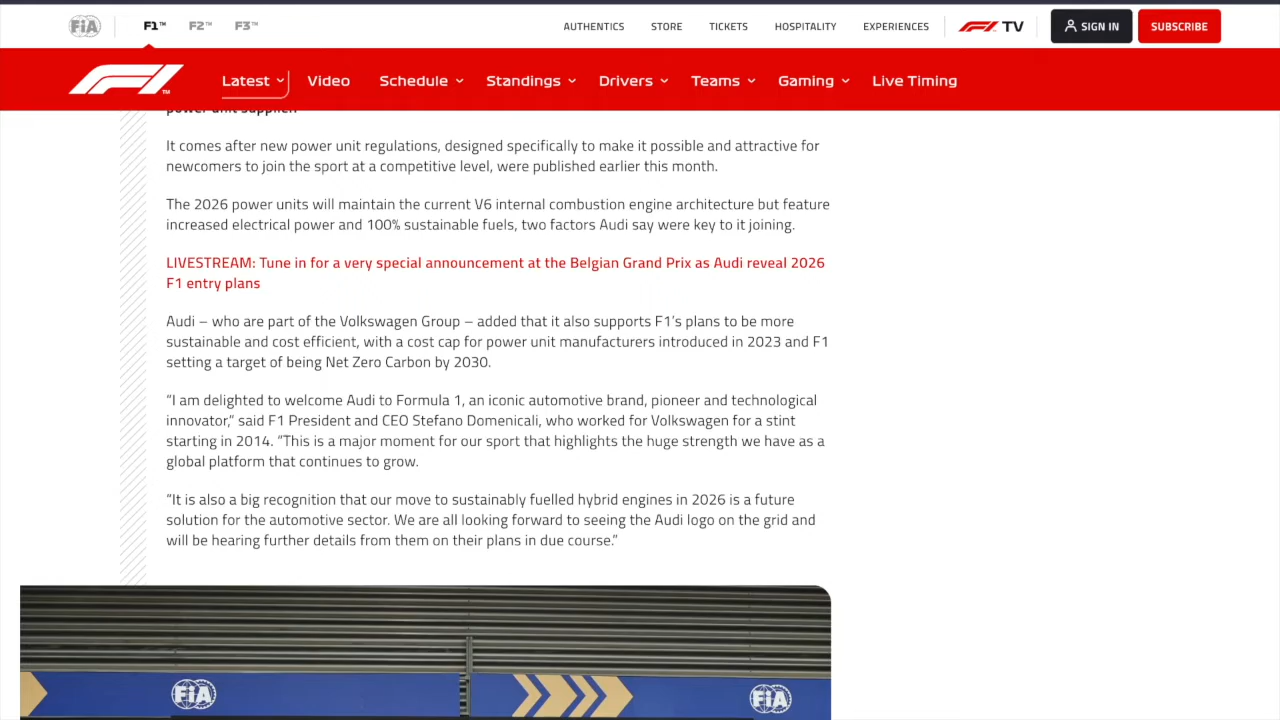 FiA F1™ F2™ F3™ AUTHENTICS STORE TICKETS HOSPITALITY EXPERIENCES F1 TV SIGN IN SUBSCRIBE
F1™ Latest Video Schedule Standings Drivers Teams Gaming Live Timing
power unit supplier.
It comes after new power unit regulations, designed specifically to make it possible and attractive for
newcomers to join the sport at a competitive level, were published earlier this month.
The 2026 power units will maintain the current V6 internal combustion engine architecture but feature
increased electrical power and 100% sustainable fuels, two factors Audi say were key to it joining.
LIVESTREAM: Tune in for a very special announcement at the Belgian Grand Prix as Audi reveal 2026
F1 entry plans
Audi – who are part of the Volkswagen Group – added that it also supports F1's plans to be more
sustainable and cost efficient, with a cost cap for power unit manufacturers introduced in 2023 and F1
setting a target of being Net Zero Carbon by 2030.
“I am delighted to welcome Audi to Formula 1, an iconic automotive brand, pioneer and technological
innovator,” said F1 President and CEO Stefano Domenicali, who worked for Volkswagen for a stint
starting in 2014. “This is a major moment for our sport that highlights the huge strength we have as a
global platform that continues to grow.
“It is also a big recognition that our move to sustainably fuelled hybrid engines in 2026 is a future
solution for the automotive sector. We are all looking forward to seeing the Audi logo on the grid and
will be hearing further details from them on their plans in due course.”
FiA FiA